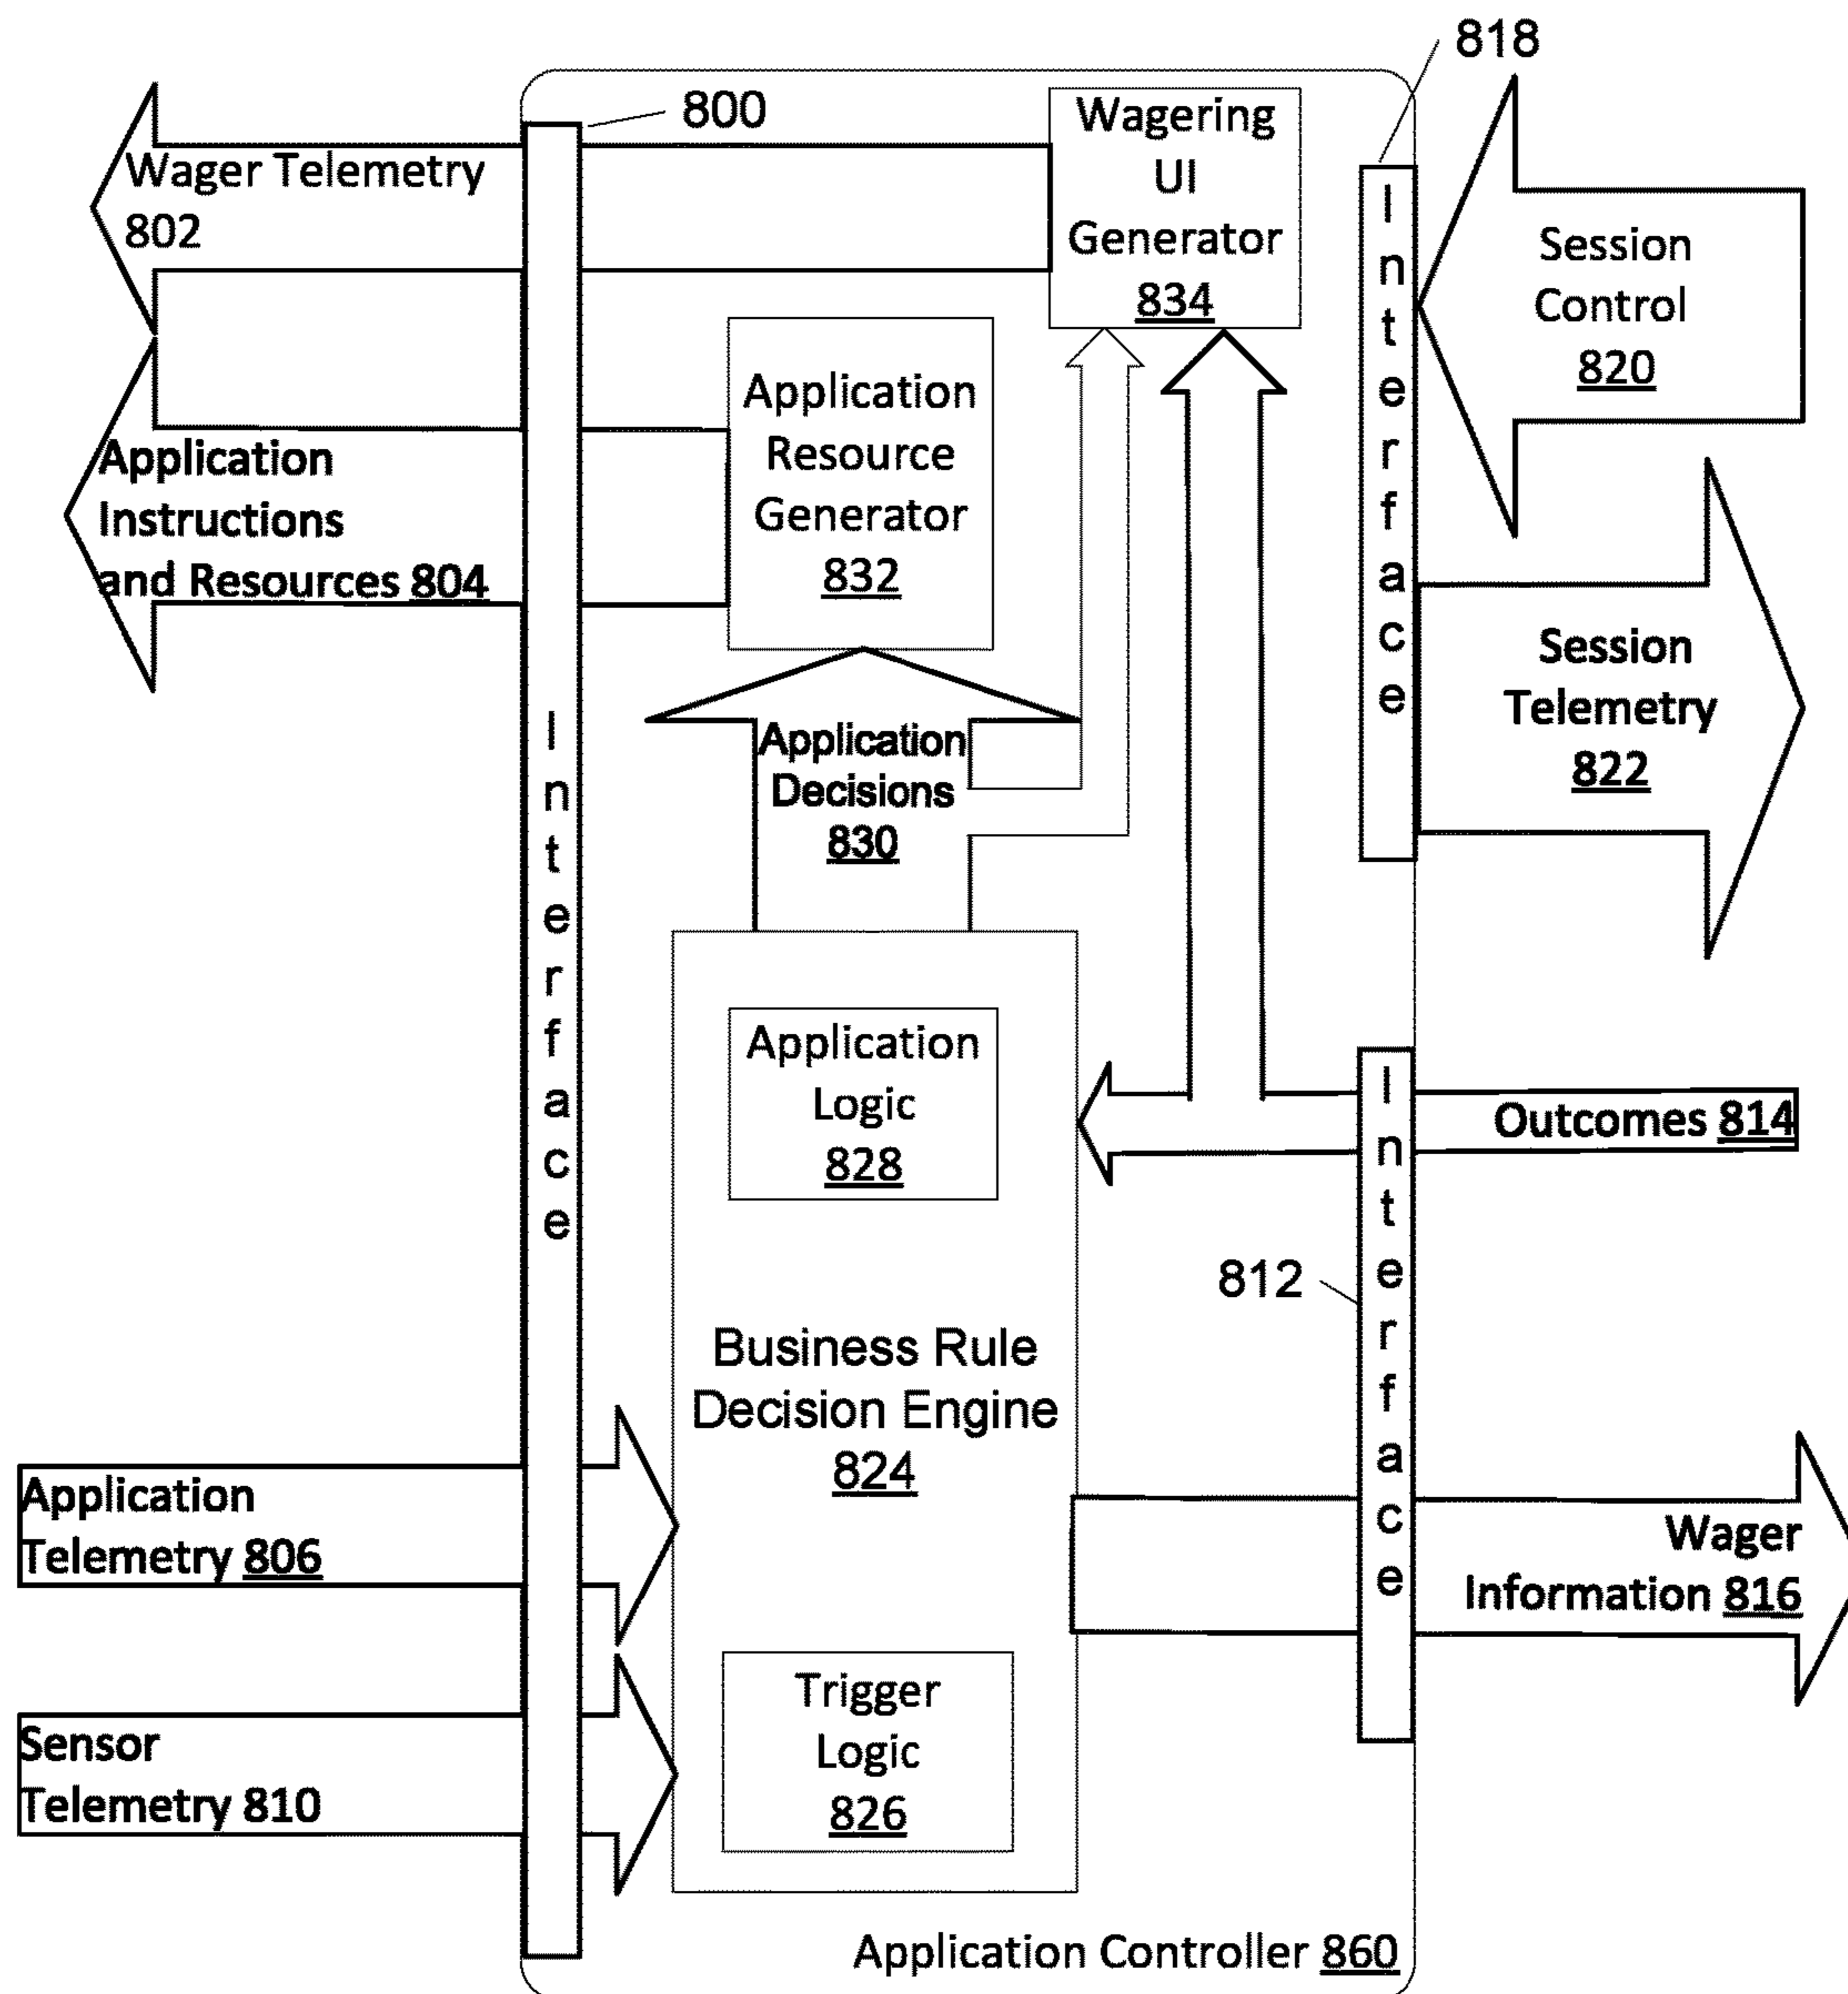 818
800
Wagering
UI
Generator
834
Wager Telemetry
802
Interface
Session
Control
820
Application
Resource
Generator
832
Application
Instructions
and Resources 804
Session
Telemetry
822
Interface
Application
Decisions
830
Application
Logic
828
Interface
Outcomes 814
812
Business Rule
Decision Engine
824
Application
Telemetry 806
Wager
Information 816
Trigger
Logic
826
Sensor
Telemetry 810
Application Controller 860